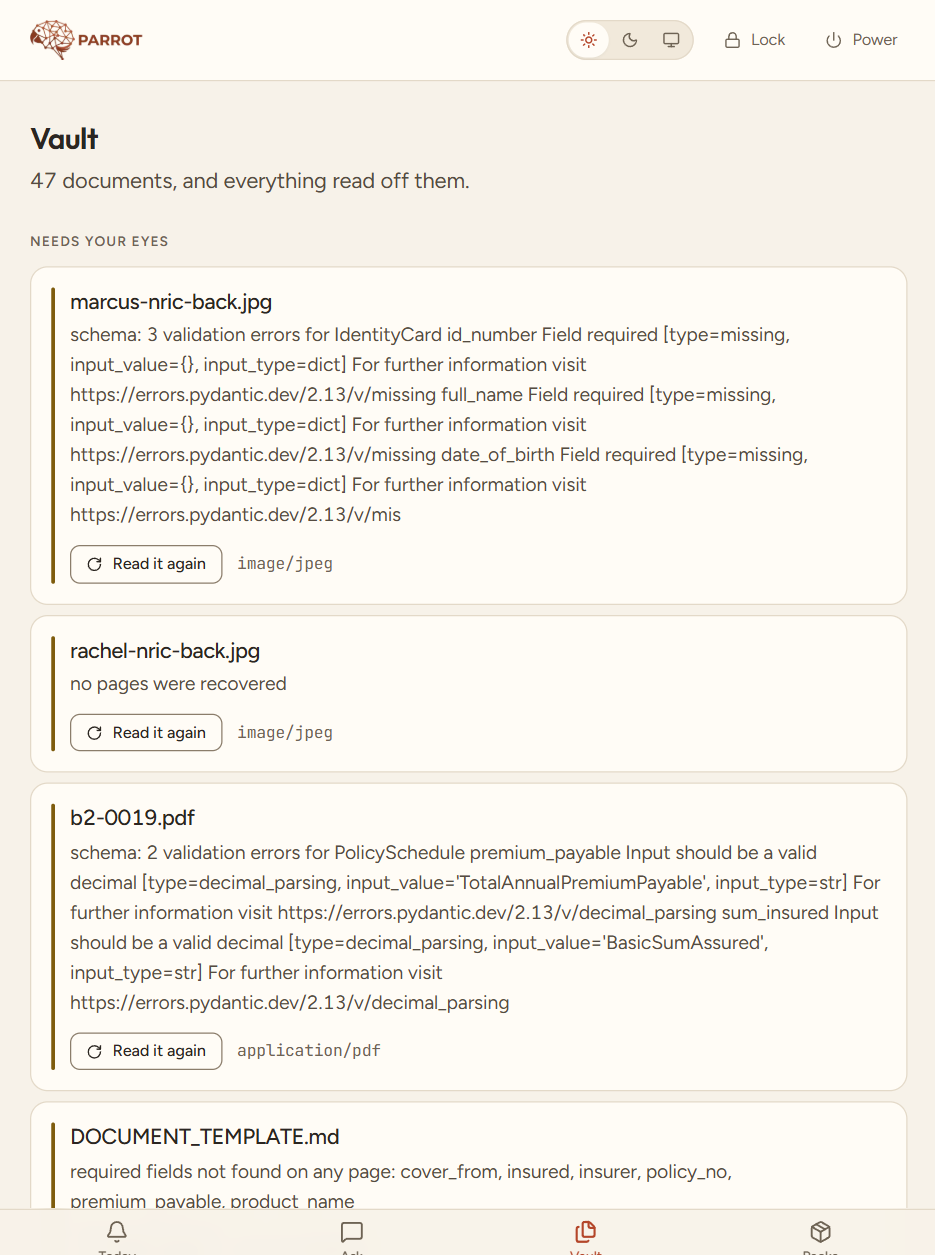 PARROT
Lock
Power
Vault
47 documents, and everything read off them.
NEEDS YOUR EYES
marcus-nric-back.jpg
schema: 3 validation errors for IdentityCard id_number Field required [type=missing,
input_value={}, input_type=dict] For further information visit
https://errors.pydantic.dev/2.13/v/missing full_name Field required [type=missing,
input_value={}, input_type=dict] For further information visit
https://errors.pydantic.dev/2.13/v/missing date_of_birth Field required [type=missing,
input_value={}, input_type=dict] For further information visit
https://errors.pydantic.dev/2.13/v/mis
Read it again
image/jpeg
rachel-nric-back.jpg
no pages were recovered
Read it again
image/jpeg
b2-0019.pdf
schema: 2 validation errors for PolicySchedule premium_payable Input should be a valid
decimal [type=decimal_parsing, input_value='TotalAnnualPremiumPayable', input_type=str] For
further information visit https://errors.pydantic.dev/2.13/v/decimal_parsing sum_insured Input
should be a valid decimal [type=decimal_parsing, input_value='BasicSumAssured',
input_type=str] For further information visit
https://errors.pydantic.dev/2.13/v/decimal_parsing
Read it again
application/pdf
DOCUMENT_TEMPLATE.md
required fields not found on any page: cover_from, insured, insurer, policy_no,
premium_payable, product_name
Today
Ask
Vault